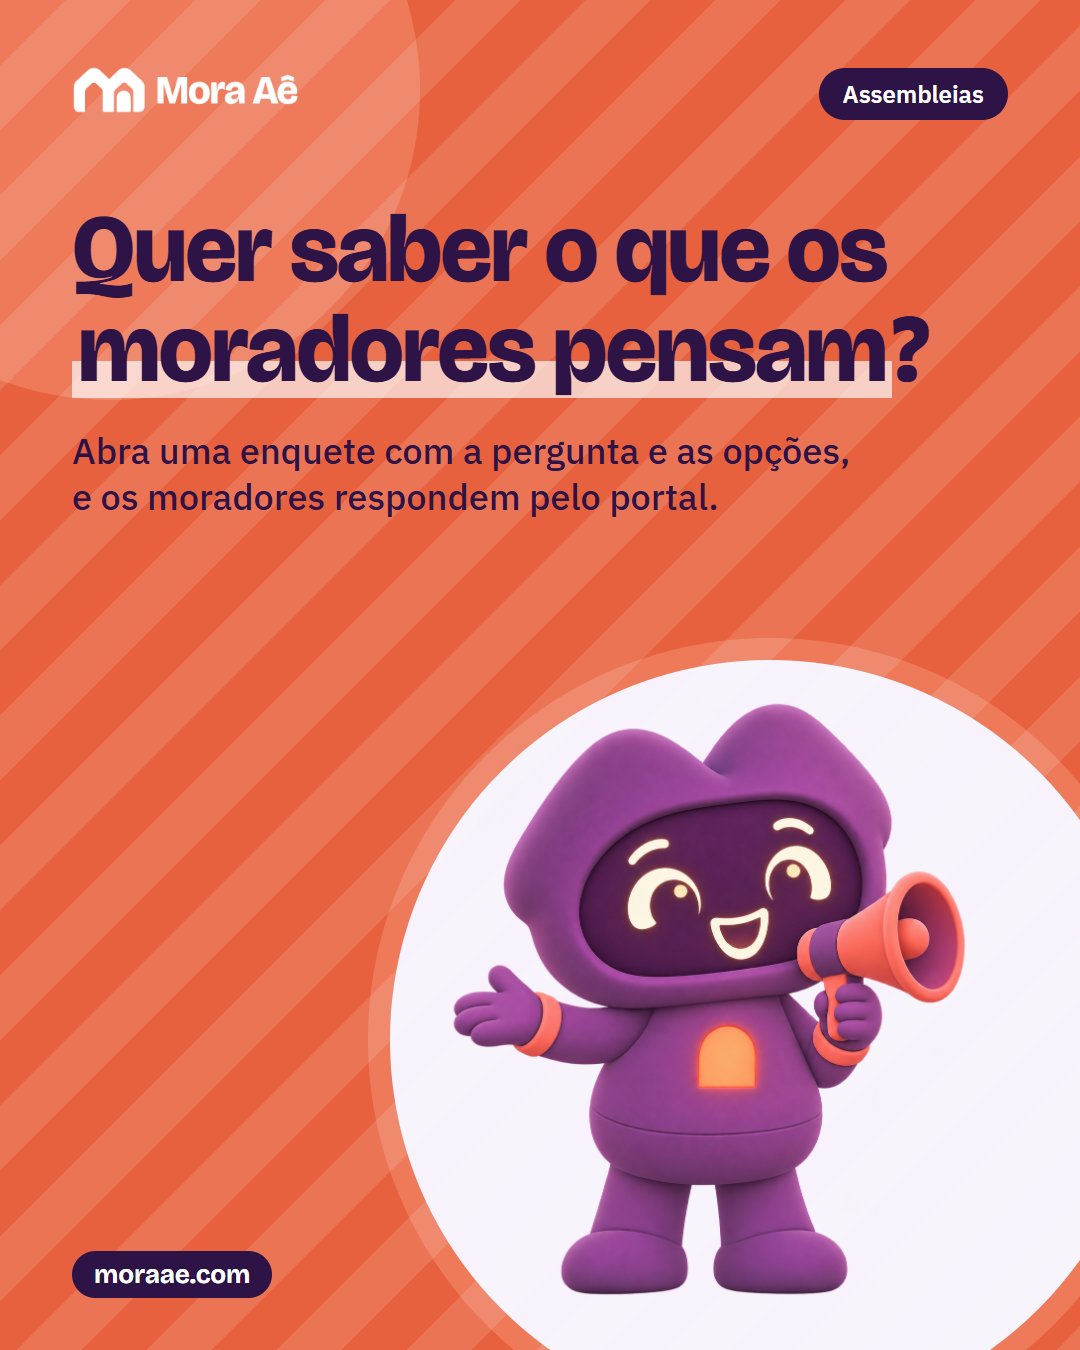 Mora Aê
Assembleias
Quer saber o que os
moradores pensam?
Abra uma enquete com a pergunta e as opções,
e os moradores respondem pelo portal.
moraae.com